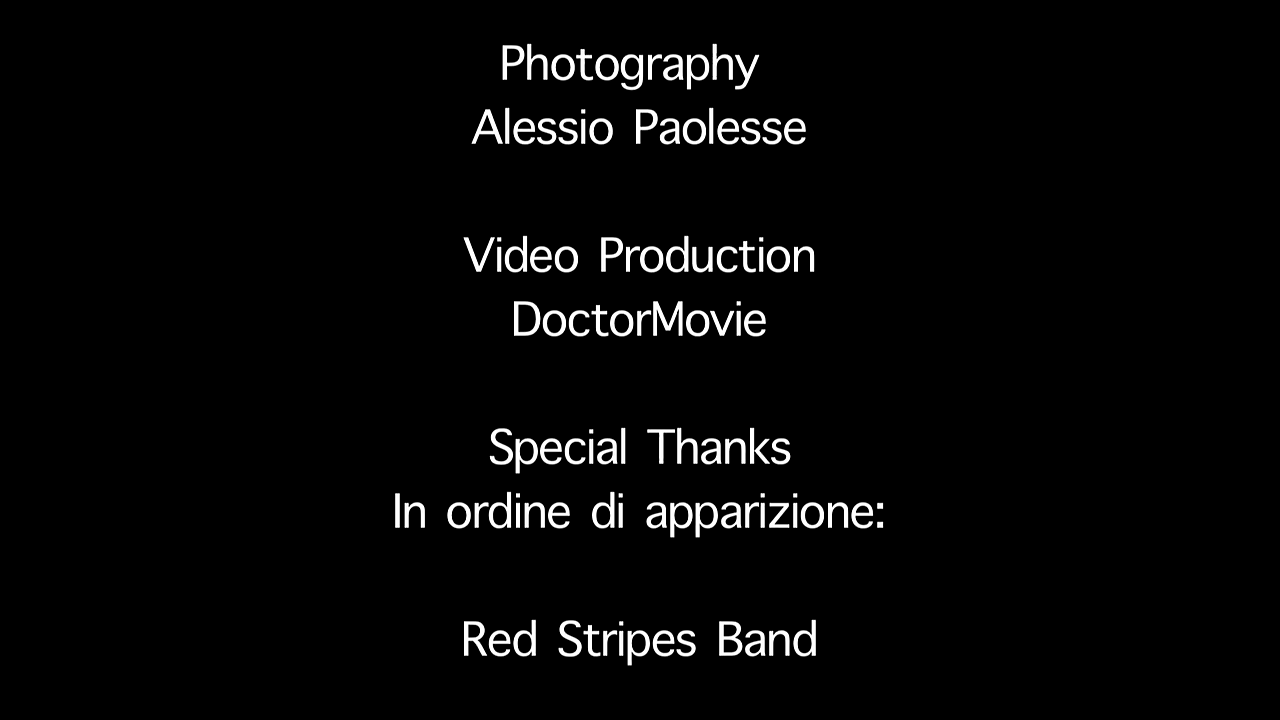 Photography
Alessio Paolesse
Video Production
DoctorMovie
Special Thanks
In ordine di apparizione:
Red Stripes Band